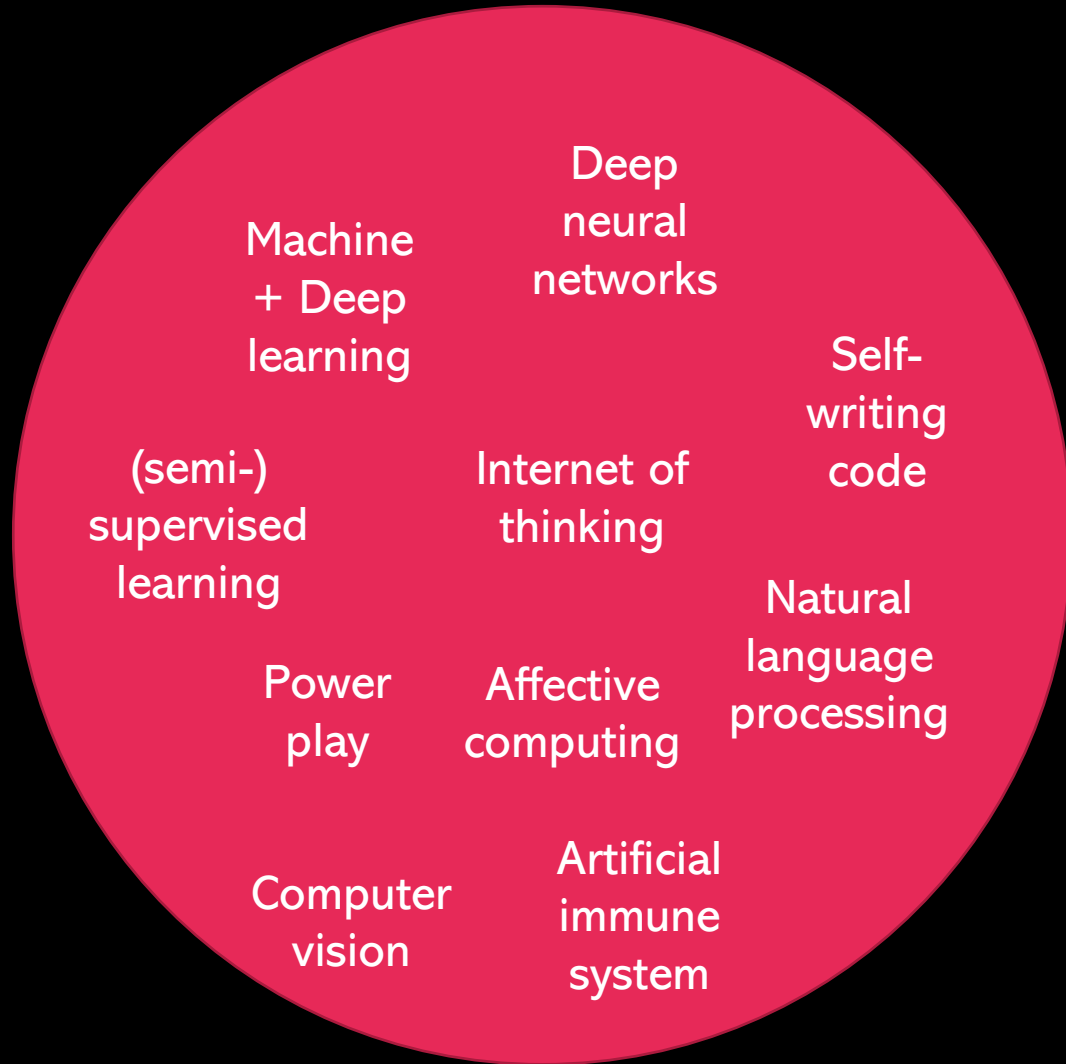 Deep
neural
networks
Machine
+ Deep
learning
Self-
writing
code
(semi-)
supervised
learning
Internet of
thinking
Natural
language
processing
Power
play
Affective
computing
Artificial
immune
system
Computer
vision